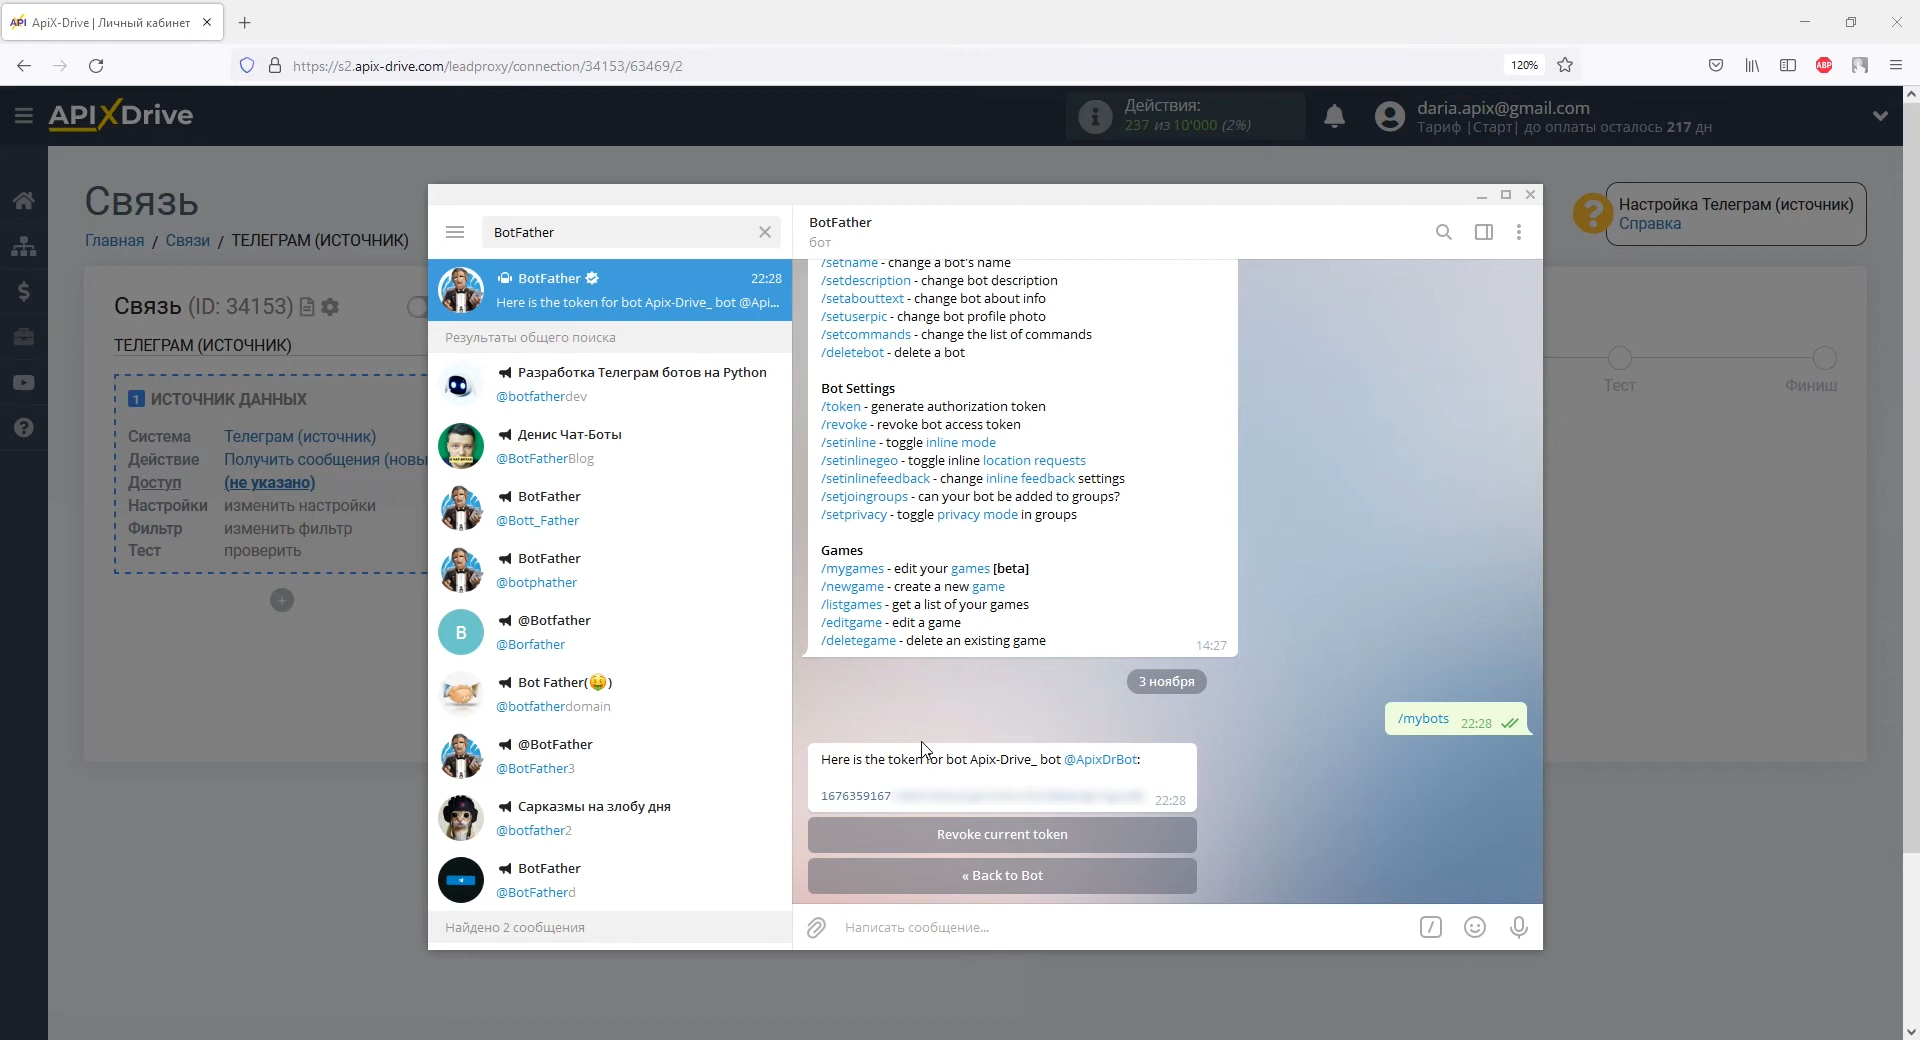 ApiX-Drive | Личный кабинет
https://s2.apix-drive.com/leadproxy/connection/34153/63469/2
120%
ABP
APIXDrive
Действия:
237 из 10'000 (2%)
daria.apix@gmail.com
Тариф |Старт| до оплаты осталось 217 дн
Связь
Главная / Связи / ТЕЛЕГРАМ (ИСТОЧНИК)
Настройка Телеграм (источник)
Справка
Связь (ID: 34153)
ТЕЛЕГРАМ (ИСТОЧНИК)
1 ИСТОЧНИК ДАННЫХ
Система Телеграм (источник)
Действие Получить сообщения (новы
Доступ (не указано)
Настройки изменить настройки
Фильтр изменить фильтр
Тест проверить
Тест
Финиш
BotFather
BotFather 22:28
Here is the token for bot Apix-Drive_ bot @Api...
Результаты общего поиска
Разработка Телеграм ботов на Python
@botfatherdev
Денис Чат-Боты
@BotFatherBlog
BotFather
@Bott_Father
BotFather
@botphather
B
@Botfather
@Borfather
Bot Father(🤑)
@botfatherdomain
@BotFather
@BotFather3
Сарказмы на злобу дня
@botfather2
BotFather
@BotFatherd
Найдено 2 сообщения
BotFather
бот
/setname - change a bot's name
/setdescription - change bot description
/setabouttext - change bot about info
/setuserpic - change bot profile photo
/setcommands - change the list of commands
/deletebot - delete a bot
Bot Settings
/token - generate authorization token
/revoke - revoke bot access token
/setinline - toggle inline mode
/setinlinegeo - toggle inline location requests
/setinlinefeedback - change inline feedback settings
/setjoingroups - can your bot be added to groups?
/setprivacy - toggle privacy mode in groups
Games
/mygames - edit your games [beta]
/newgame - create a new game
/listgames - get a list of your games
/editgame - edit a game
/deletegame - delete an existing game
14:27
3 ноября
/mybots 22:28
Here is the token for bot Apix-Drive_ bot @ApixDrBot:
1676359167
22:28
Revoke current token
« Back to Bot
Написать сообщение...